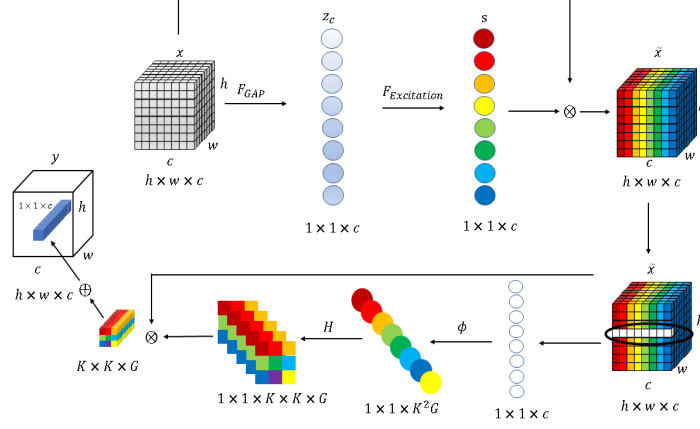 z_c
s
x
x̃
h
F_GAP
F_Excitation
⊗
w
c
h × w × c
1 × 1 × c
1 × 1 × c
c
w
h × w × c
y
1×1×c
h
c
w
h × w × c
⊕
x̃
⊗
H
ϕ
w
K × K × G
1 × 1 × K × K × G
1 × 1 × K²G
1 × 1 × c
c
h × w × c